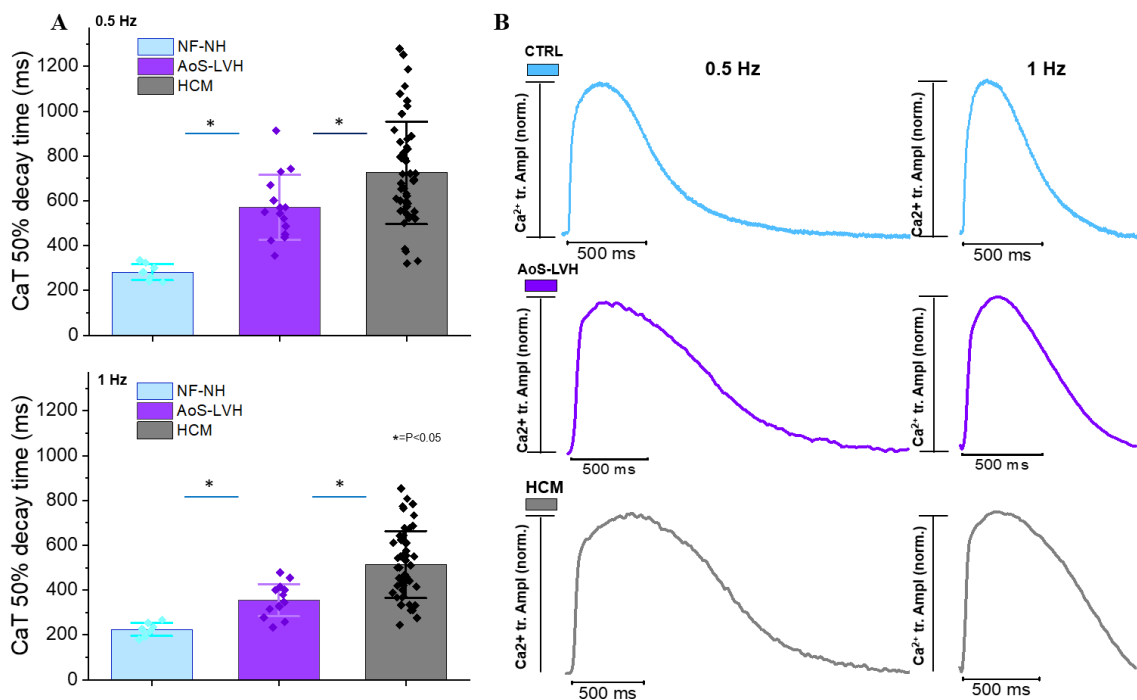 A
0.5 Hz
NF-NH
AoS-LVH
HCM
CaT 50% decay time (ms)
1200
1000
800
600
400
200
0
*
*
1 Hz
NF-NH
AoS-LVH
HCM
*=P<0.05
CaT 50% decay time (ms)
1200
1000
800
600
400
200
0
*
*
B
CTRL
0.5 Hz
1 Hz
Ca²⁺ tr. Ampl (norm.)
500 ms
Ca2+ tr. Ampl (norm.)
500 ms
AoS-LVH
Ca2+ tr. Ampl (norm.)
500 ms
Ca²⁺ tr. Ampl (norm.)
500 ms
HCM
Ca2+ tr. Ampl (norm.)
500 ms
Ca²⁺ tr. Ampl (norm.)
500 ms